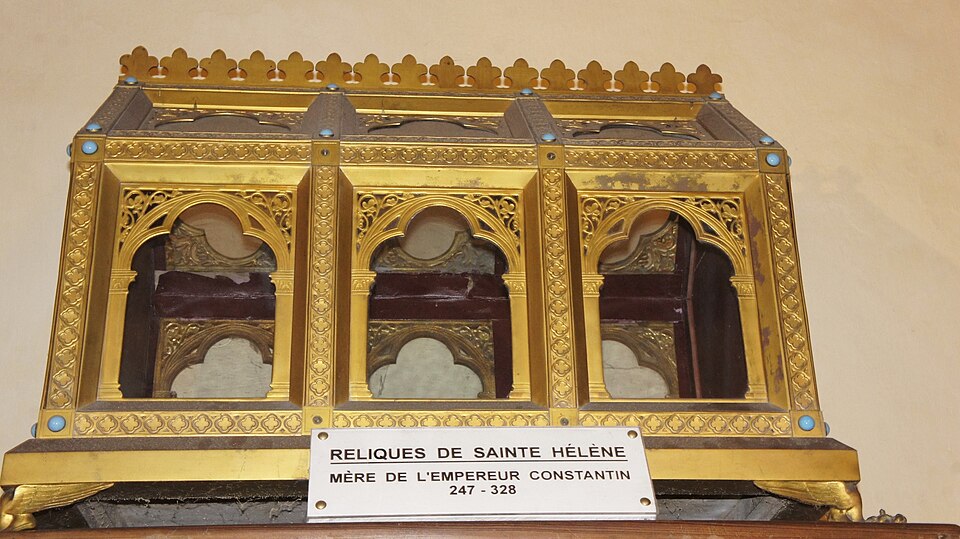 RELIQUES DE SAINTE HÉLÈNE
MÈRE DE L'EMPEREUR CONSTANTIN
247 - 328